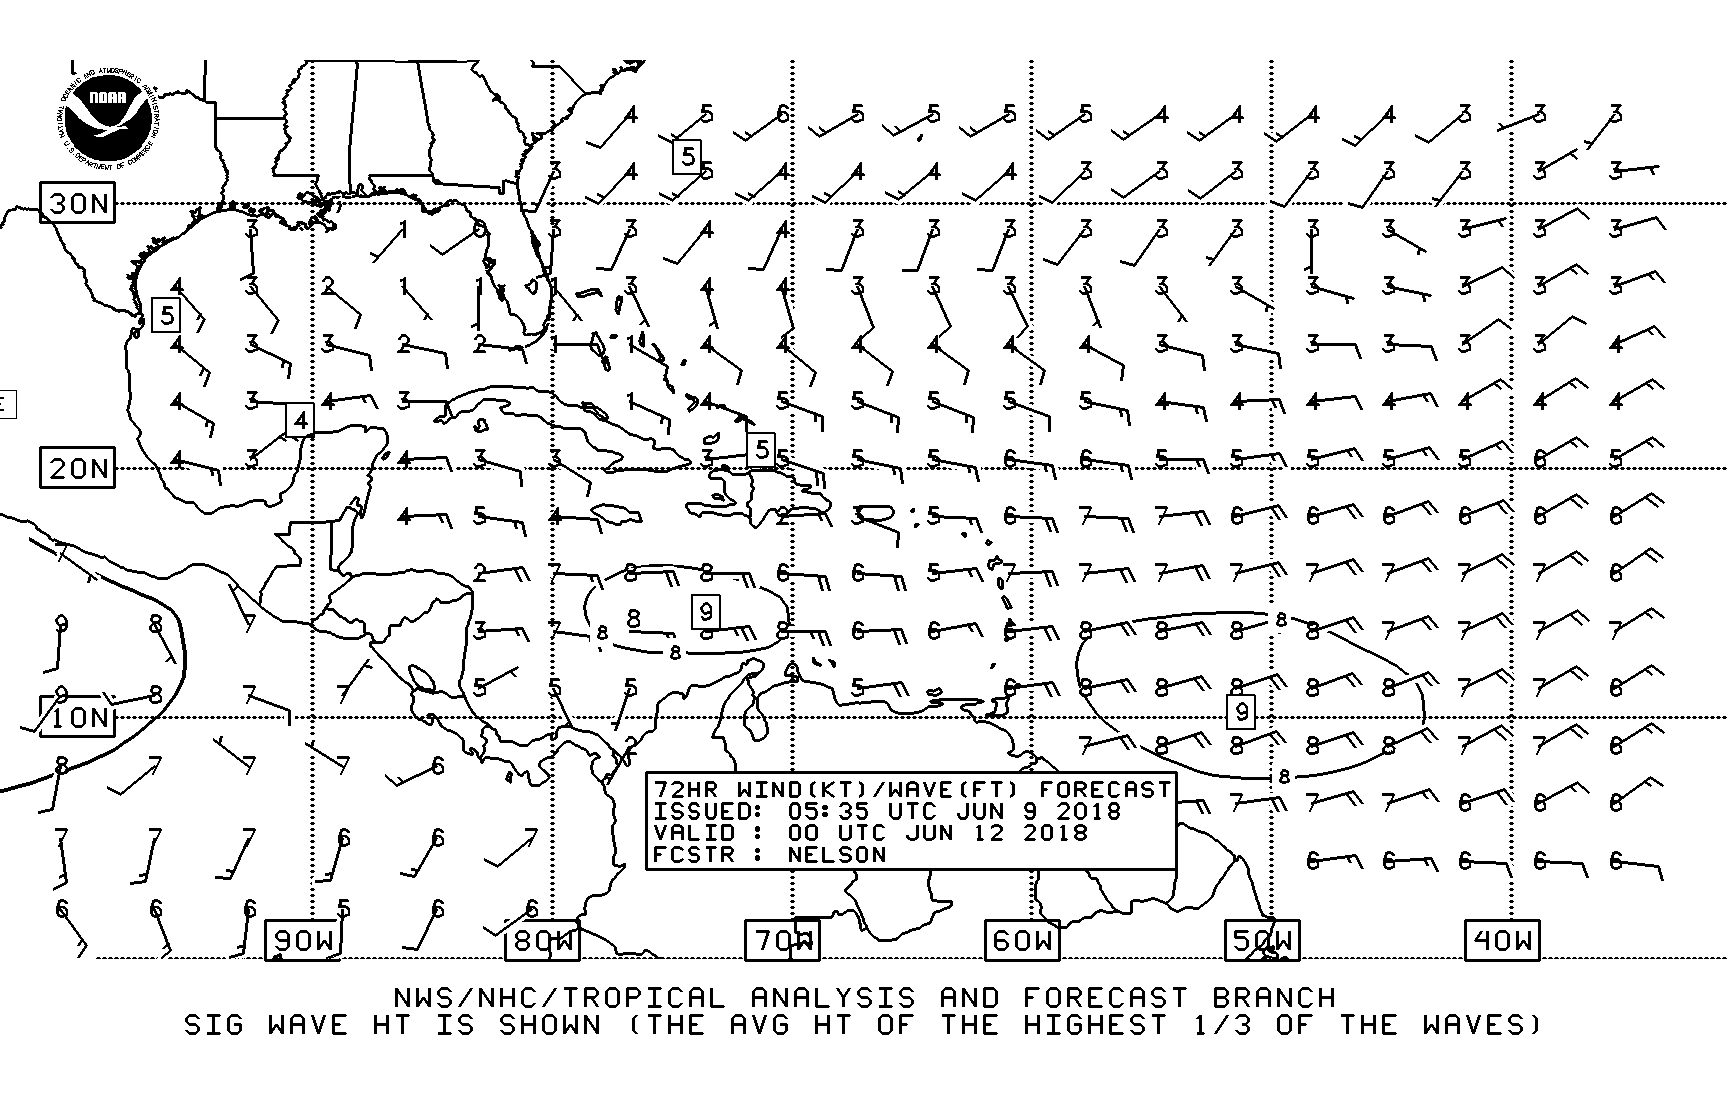 NOAA
NATIONAL OCEANIC AND ATMOSPHERIC ADMINISTRATION
U.S. DEPARTMENT OF COMMERCE
4 5 6 5 5 5 5 4 4 4 4 3 3 3
5
3 4 5 4 4 4 4 3 3 3 3 3 3 3 3
30N
3 1 0 3 3 4 4 3 3 3 3 3 3 3 3 3 3 3
4 3 2 1 1 1 3 4 4 3 3 3 3 3 3 3 3 3 3 3
5
4 3 3 2 2 1 1 4 4 4 4 4 4 3 3 3 3 3 3 4
4 3 4 3 1 4 5 5 5 5 5 4 4 4 4 4 4 4
4
5
20N
4 3 4 3 3 3 5 5 5 6 6 5 5 5 5 5 6 5
4 5 4 2 3 5 6 7 7 6 6 6 6 6 6
7
2 7 8 8 6 6 5 7 7 7 7 7 7 7 7 6
9
9 8 7 8 8
3 7 8 8 8 6 6 6 8 8 8 8 7 7 7 7
8
9 8 7 7 5 5 5 5 6 8 8 8 8 8 7 7 6
10N
9
7 8 8 8 8 7 7 6
8 7 7 7 6
8
72HR WIND(KT)/WAVE(FT) FORECAST
ISSUED: 05:35 UTC JUN 9 2018
VALID : 00 UTC JUN 12 2018
FCSTR : NELSON
7 7 7 6 6 6
7 7 7 6 6 7
6 6 6 6 6
6 6 6 5 6 6
90W 80W 70W 60W 50W 40W
NWS/NHC/TROPICAL ANALYSIS AND FORECAST BRANCH
SIG WAVE HT IS SHOWN (THE AVG HT OF THE HIGHEST 1/3 OF THE WAVES)